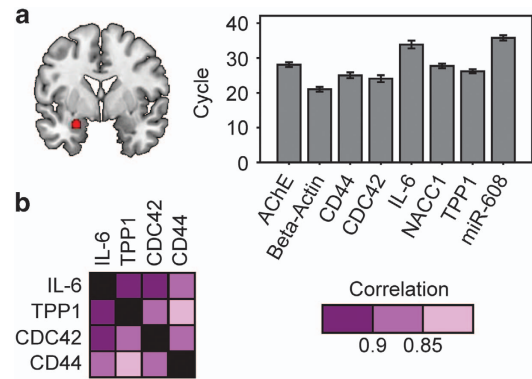 a
Cycle
40
30
20
10
0
AChE
Beta-Actin
CD44
CDC42
IL-6
NACC1
TPP1
miR-608
b
IL-6
TPP1
CDC42
CD44
IL-6
TPP1
CDC42
CD44
Correlation
0.9 0.85